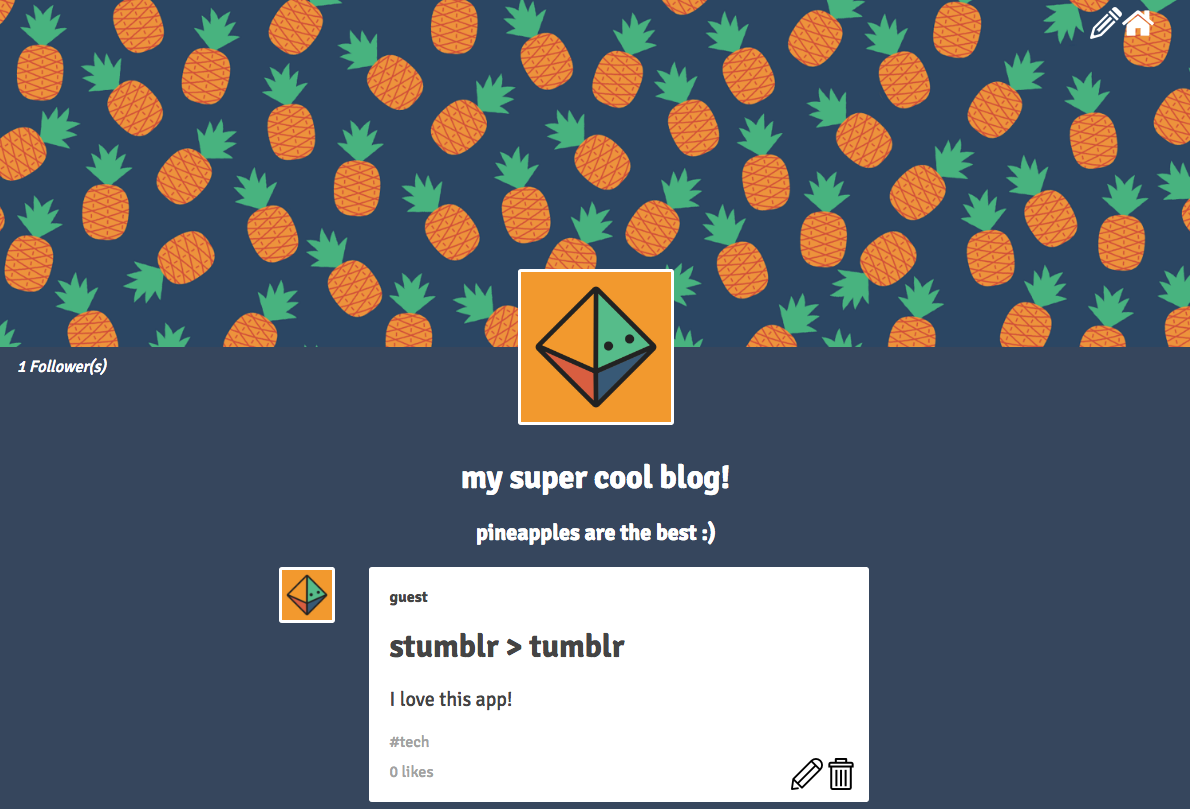 1 Follower(s)
my super cool blog!
pineapples are the best :)
guest
stumblr > tumblr
I love this app!
#tech
0 likes